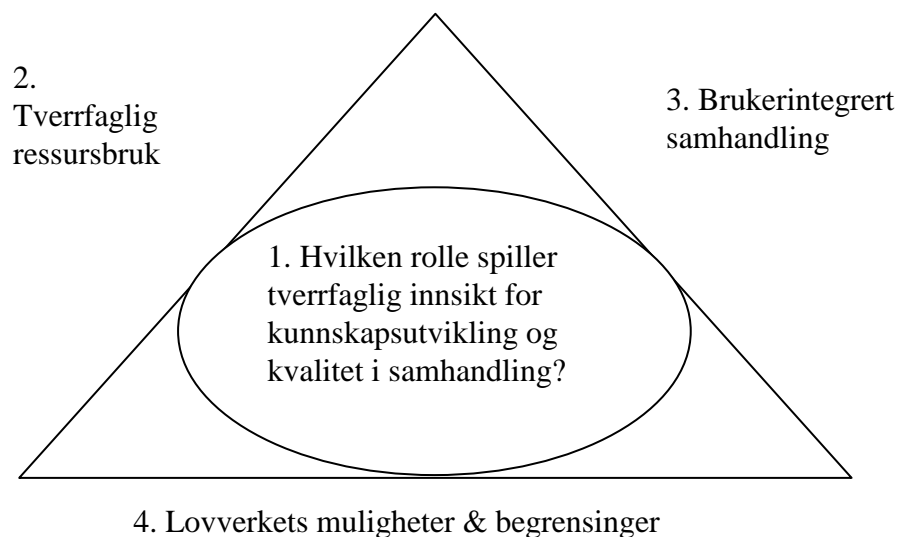 2.
Tverrfaglig
ressursbruk
3. Brukerintegrert
samhandling
1. Hvilken rolle spiller
tverrfaglig innsikt for
kunnskapsutvikling og
kvalitet i samhandling?
4. Lovverkets muligheter & begrensinger